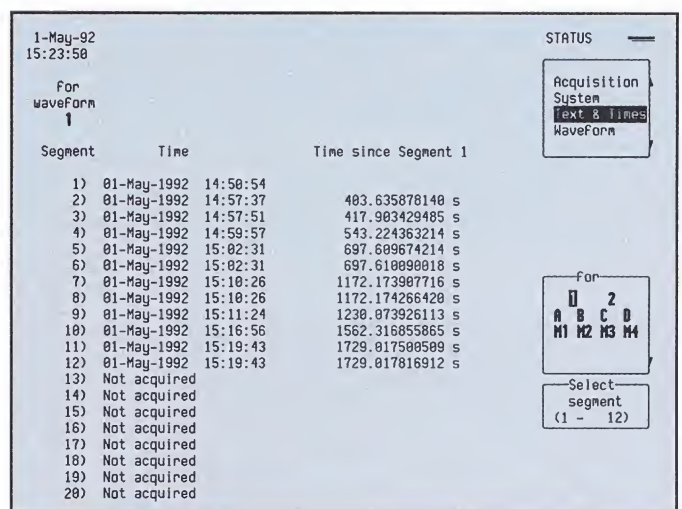 1-May-92
15:23:50
For
waveform
1
Segment Time Time since Segment 1
1) 01-May-1992 14:50:54
2) 01-May-1992 14:57:37 403.635878140 s
3) 01-May-1992 14:57:51 417.903429485 s
4) 01-May-1992 14:59:57 543.224363214 s
5) 01-May-1992 15:02:31 697.609674214 s
6) 01-May-1992 15:02:31 697.610090018 s
7) 01-May-1992 15:10:26 1172.173907716 s
8) 01-May-1992 15:10:26 1172.174266420 s
9) 01-May-1992 15:11:24 1230.073926113 s
10) 01-May-1992 15:16:56 1562.316855865 s
11) 01-May-1992 15:19:43 1729.017500509 s
12) 01-May-1992 15:19:43 1729.017816912 s
13) Not acquired
14) Not acquired
15) Not acquired
16) Not acquired
17) Not acquired
18) Not acquired
19) Not acquired
20) Not acquired
STATUS
Acquisition
System
Text & Times
Waveform
For
1 2
A B C D
M1 M2 M3 M4
Select
segment
(1 - 12)